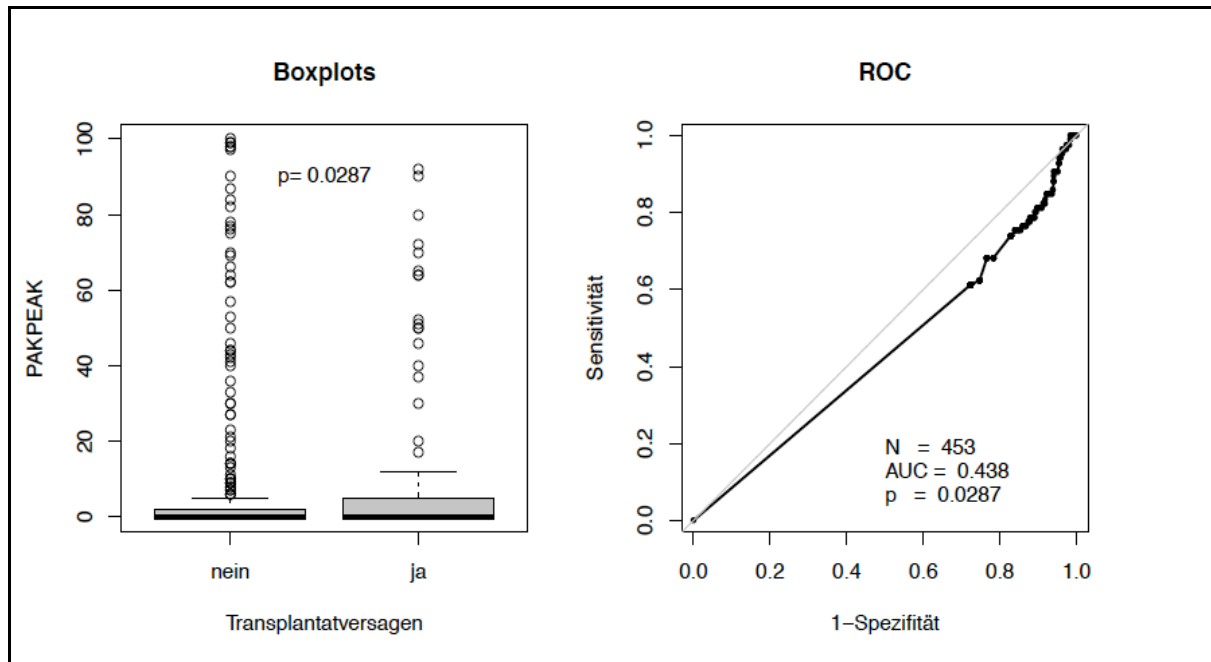 Boxplots
100
80
60
40
20
0
PAKPEAK
p= 0.0287
nein
ja
Transplantatversagen
ROC
1.0
0.8
0.6
0.4
0.2
0.0
Sensitivität
N = 453
AUC = 0.438
p = 0.0287
0.0 0.2 0.4 0.6 0.8 1.0
1−Spezifität